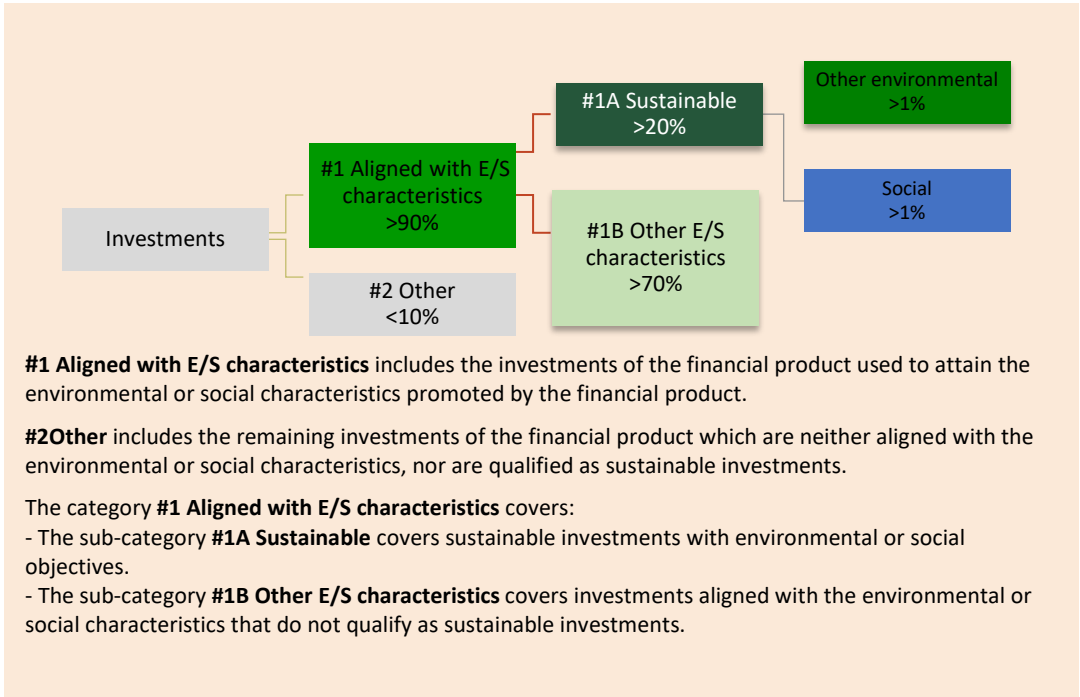 Investments
#1 Aligned with E/S
characteristics
>90%
#2 Other
<10%
#1A Sustainable
>20%
#1B Other E/S
characteristics
>70%
Other environmental
>1%
Social
>1%
#1 Aligned with E/S characteristics includes the investments of the financial product used to attain the
environmental or social characteristics promoted by the financial product.
#2Other includes the remaining investments of the financial product which are neither aligned with the
environmental or social characteristics, nor are qualified as sustainable investments.
The category #1 Aligned with E/S characteristics covers:
- The sub-category #1A Sustainable covers sustainable investments with environmental or social
objectives.
- The sub-category #1B Other E/S characteristics covers investments aligned with the environmental or
social characteristics that do not qualify as sustainable investments.